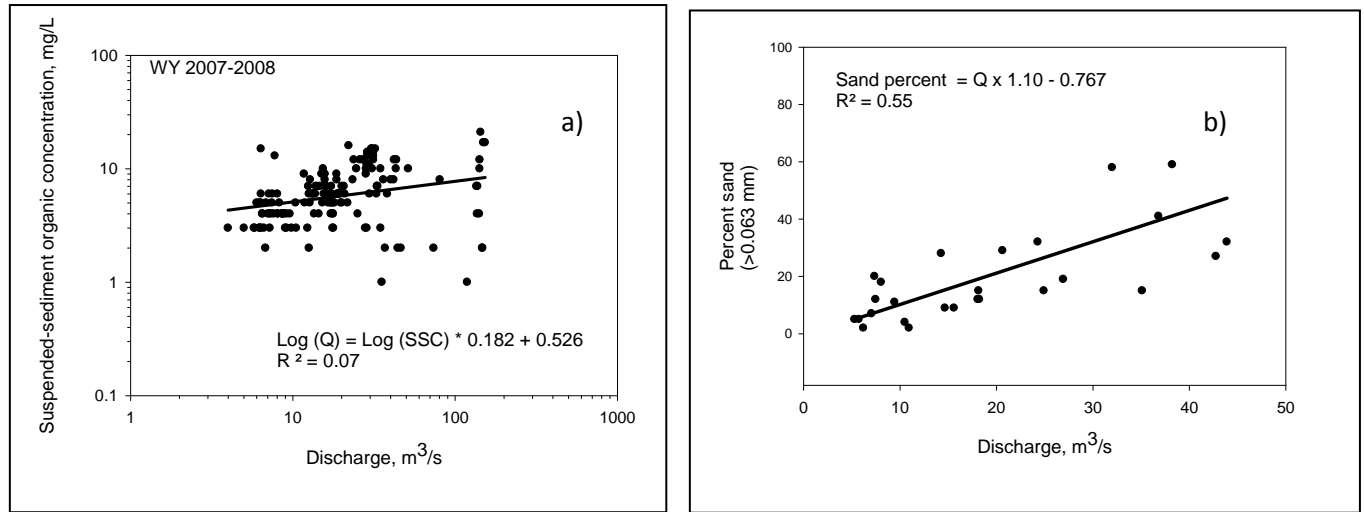 Suspended-sediment organic concentration, mg/L
WY 2007-2008
a)
100
10
1
0.1
Log (Q) = Log (SSC) * 0.182 + 0.526
R ² = 0.07
1 10 100 1000
Discharge, m³/s
Percent sand
(>0.063 mm)
Sand percent = Q x 1.10 - 0.767
R² = 0.55
b)
100
80
60
40
20
0
0 10 20 30 40 50
Discharge, m³/s